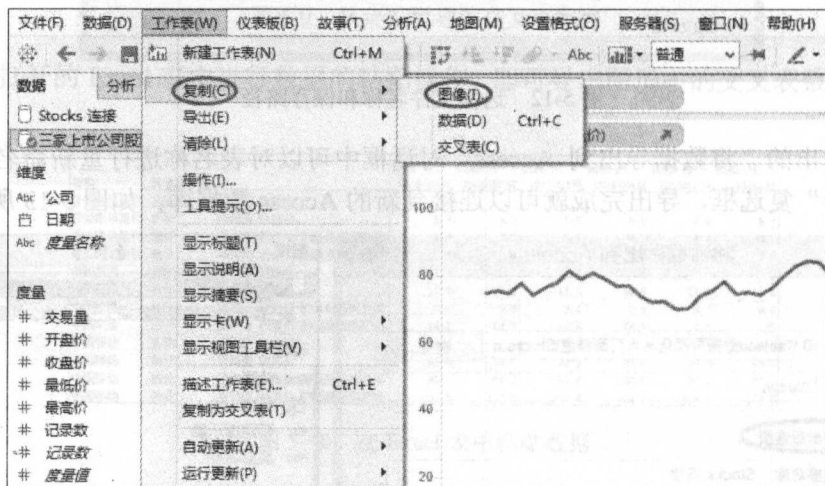 文件(F) 数据(D) 工作表(W) 仪表板(B) 故事(T) 分析(A) 地图(M) 设置格式(O) 服务器(S) 窗口(N) 帮助(H)
新建工作表(N) Ctrl+M Abc 普通
数据 分析 复制(C) 图像(I)
Stocks 连接 导出(E) 数据(D) Ctrl+C
三家上市公司股 清除(L) 交叉表(C)
维度 操作(I)...
Abc 公司 工具提示(O)... 100
日期
Abc 度量名称 显示标题(T)
显示说明(A) 80
度量 显示摘要(S)
# 交易量 显示卡(W)
# 开盘价 显示视图工具栏(V) 60
# 收盘价
# 最低价 描述工作表(E)... Ctrl+E
# 最高价 复制为交叉表(T) 40
# 记录数
# 记录数 自动更新(A)
# 度量值 运行更新(P) 20